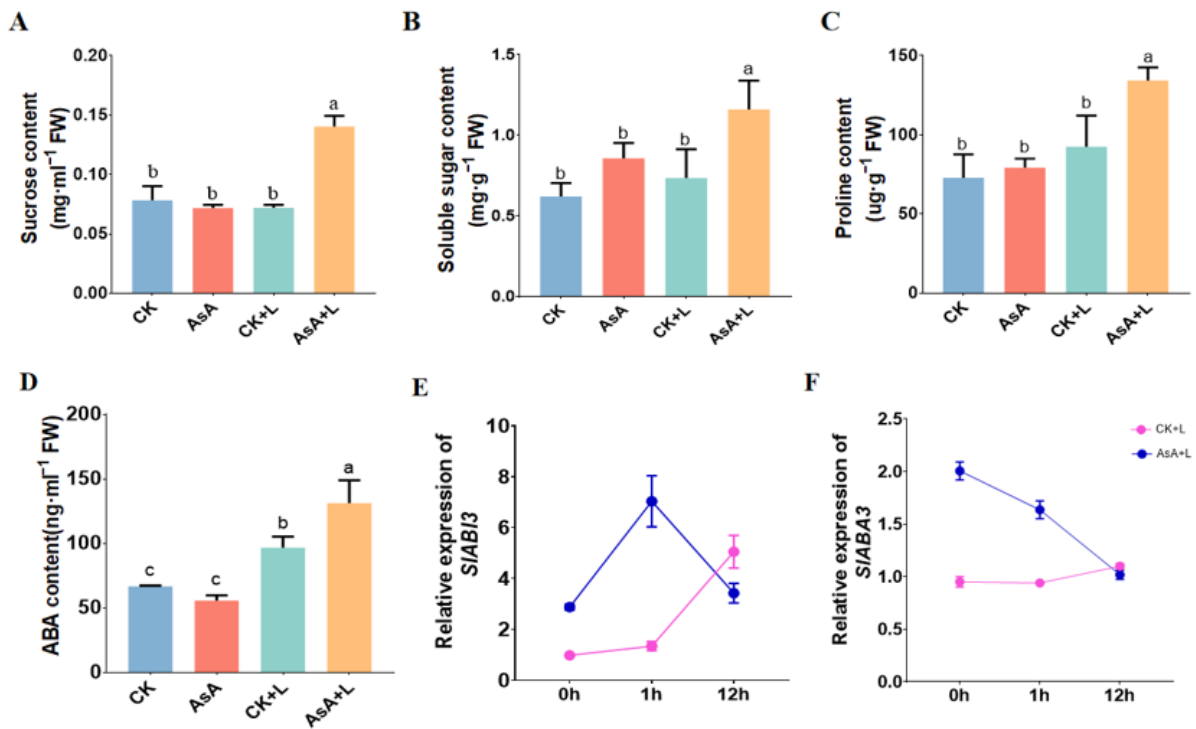 A
Sucrose content
(mg·ml⁻¹ FW)
0.20
0.15
0.10
0.05
0.00
b
b
b
a
CK
AsA
CK+L
AsA+L
B
Soluble sugar content
(mg·g⁻¹ FW)
1.5
1.0
0.5
0.0
b
b
b
a
CK
AsA
CK+L
AsA+L
C
Proline content
(ug·g⁻¹ FW)
150
100
50
0
b
b
b
a
CK
AsA
CK+L
AsA+L
D
ABA content(ng·ml⁻¹ FW)
200
150
100
50
0
c
c
b
a
CK
AsA
CK+L
AsA+L
E
Relative expression of
SlABI3
10
8
6
4
2
0
0h
1h
12h
F
Relative expression of
SlABA3
2.5
2.0
1.5
1.0
0.5
0.0
0h
1h
12h
CK+L
AsA+L